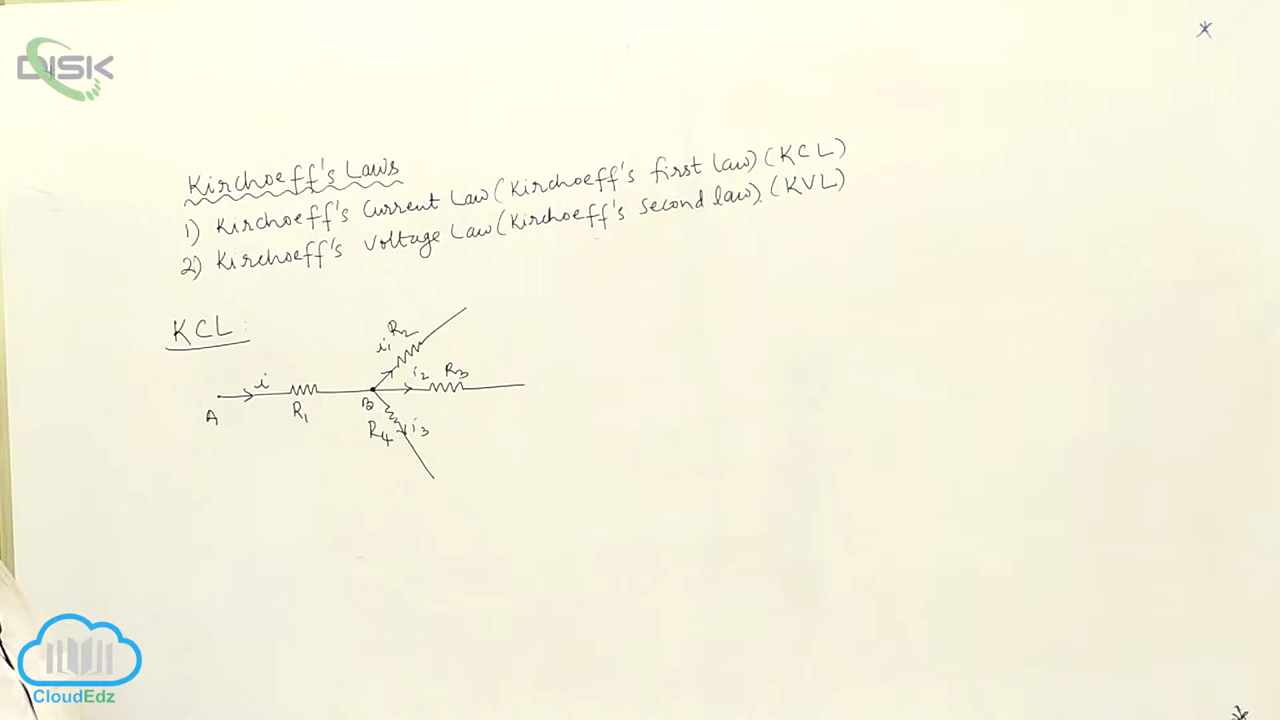 DISK
Kirchoeff's Laws
1) Kirchoeff's Current Law (Kirchoeff's first law) (KCL)
2) Kirchoeff's Voltage Law (Kirchoeff's second law). (KVL)
KCL:
R2
i1
i2 R3
i
A R1 B
R4 i3
CloudEdz